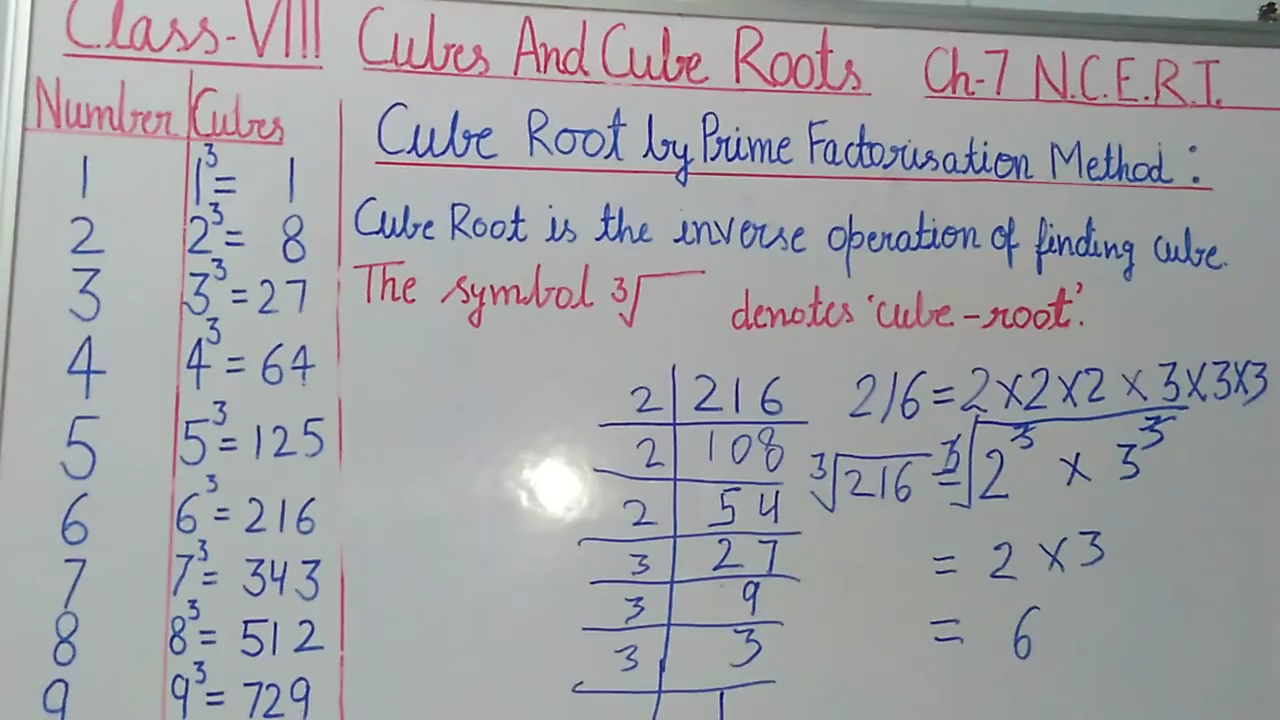 Class-VIII Cubes And Cube Roots Ch-7 N.C.E.R.T.
Number Cubes
1 1³= 1
2 2³= 8
3 3³=27
4 4³=64
5 5³=125
6 6³=216
7 7³=343
8 8³=512
9 9³=729
Cube Root by Prime Factorisation Method:
Cube Root is the inverse operation of finding cube.
The symbol ³√ denotes 'cube-root'.
2 216
2 108
2 54
3 27
3 9
3 3
1
216=2×2×2×3×3×3
³√216 = ³√2³ × 3³
= 2×3
= 6